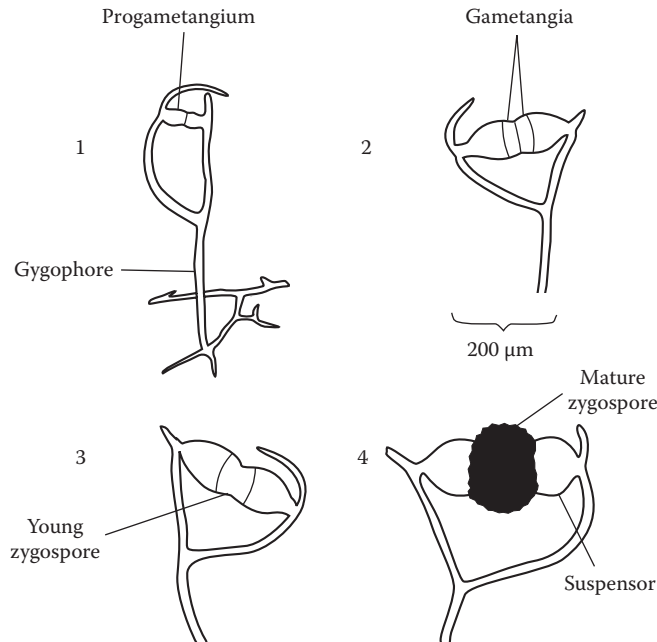 Progametangium
Gametangia
1
2
Gygophore
200 µm
Mature
zygospore
3
4
Young
zygospore
Suspensor